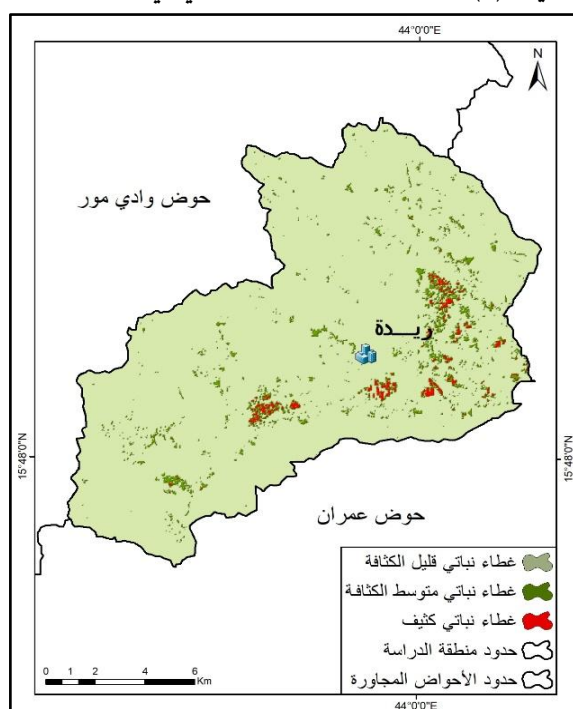 44°0'0"E
N
حوض وادي مور
ريـــدة
15°48'0"N
15°48'0"N
حوض عمران
غطاء نباتي قليل الكثافة
غطاء نباتي متوسط الكثافة
غطاء نباتي كثيف
حدود منطقة الدراسة
حدود الأحواض المجاورة
0 1 2 4 6
Km
44°0'0"E